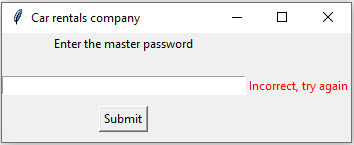 Car rentals company
Enter the master password
Incorrect, try again
Submit